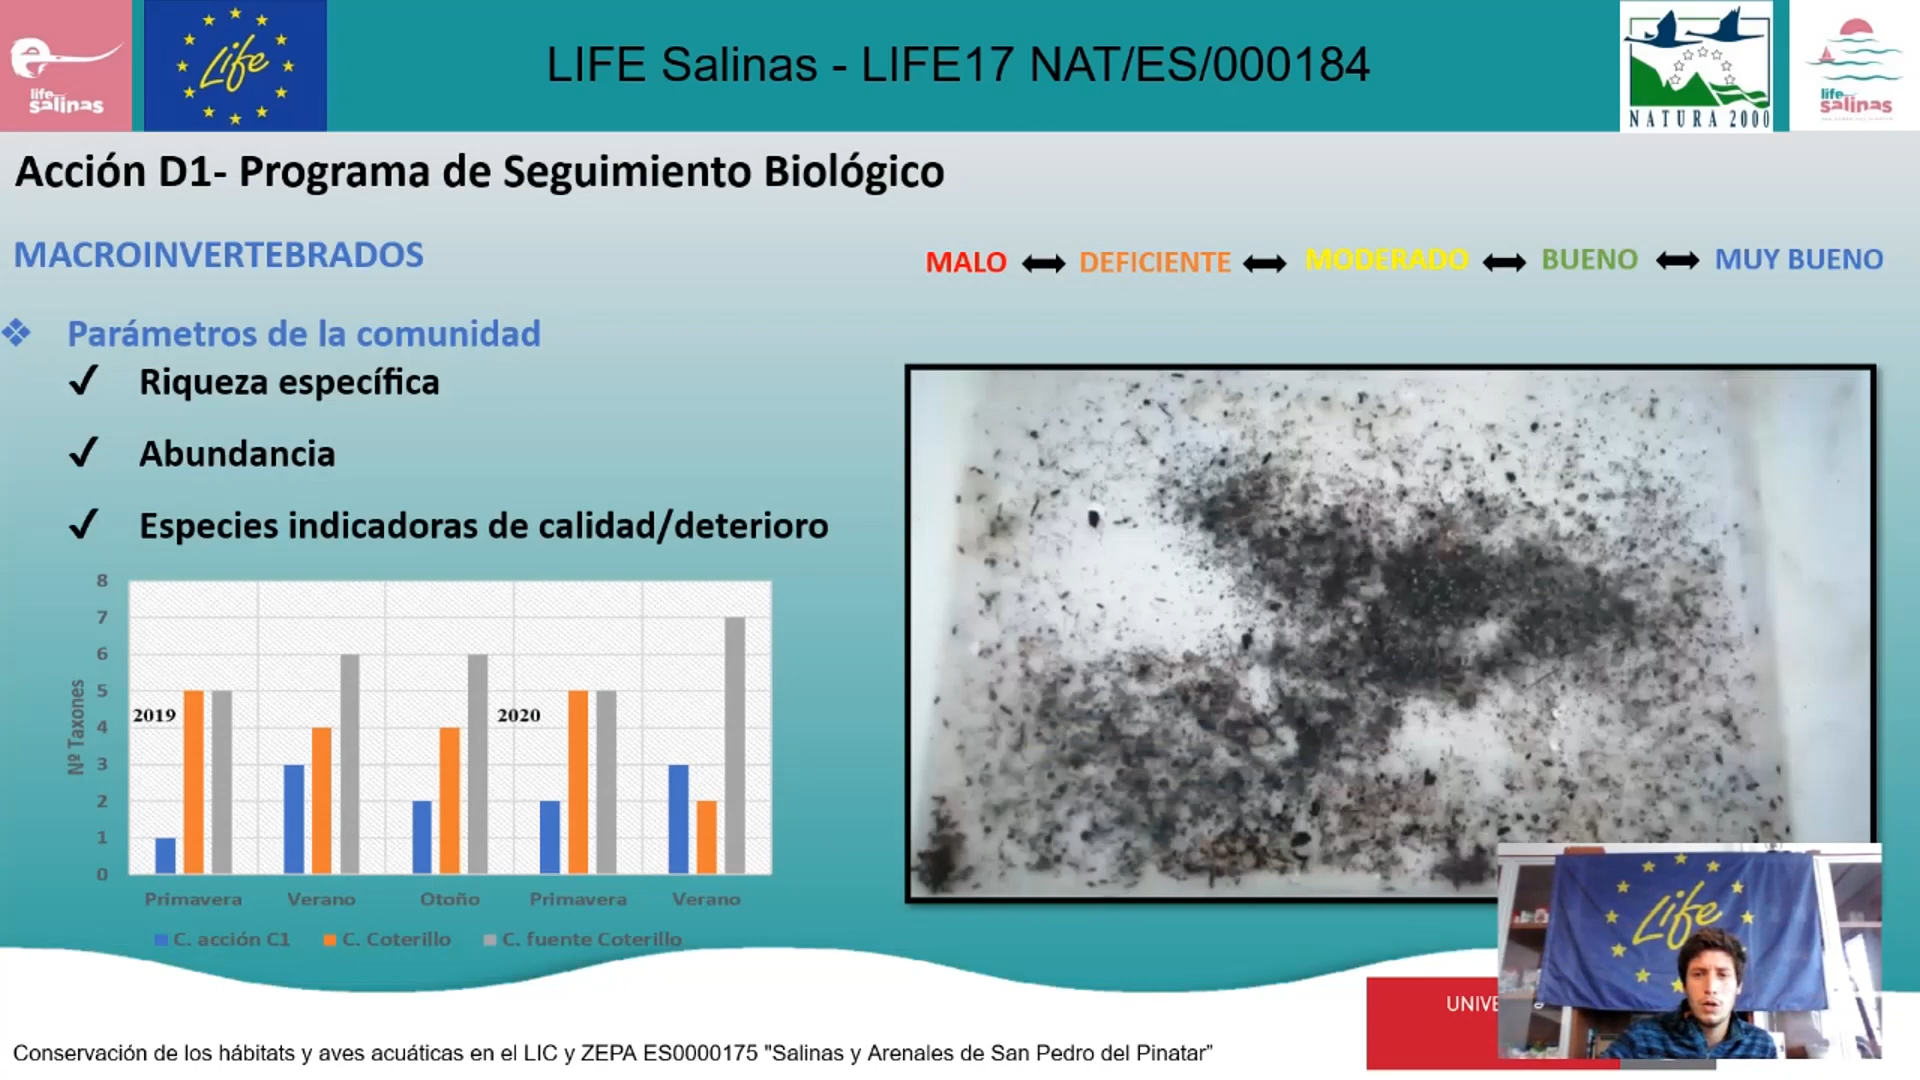 life
salinas
Life
LIFE Salinas - LIFE17 NAT/ES/000184
NATURA 2000
life
salinas
Acción D1- Programa de Seguimiento Biológico
MACROINVERTEBRADOS
MALO DEFICIENTE MODERADO BUENO MUY BUENO
Parámetros de la comunidad
Riqueza específica
Abundancia
Especies indicadoras de calidad/deterioro
8
7
6
5
4
3
2
1
0
Nº Taxones
2019
2020
Primavera Verano Otoño Primavera Verano
C. acción C1 C. Coterillo C. fuente Coterillo
Life
UNIVE
Conservación de los hábitats y aves acuáticas en el LIC y ZEPA ES0000175 "Salinas y Arenales de San Pedro del Pinatar"